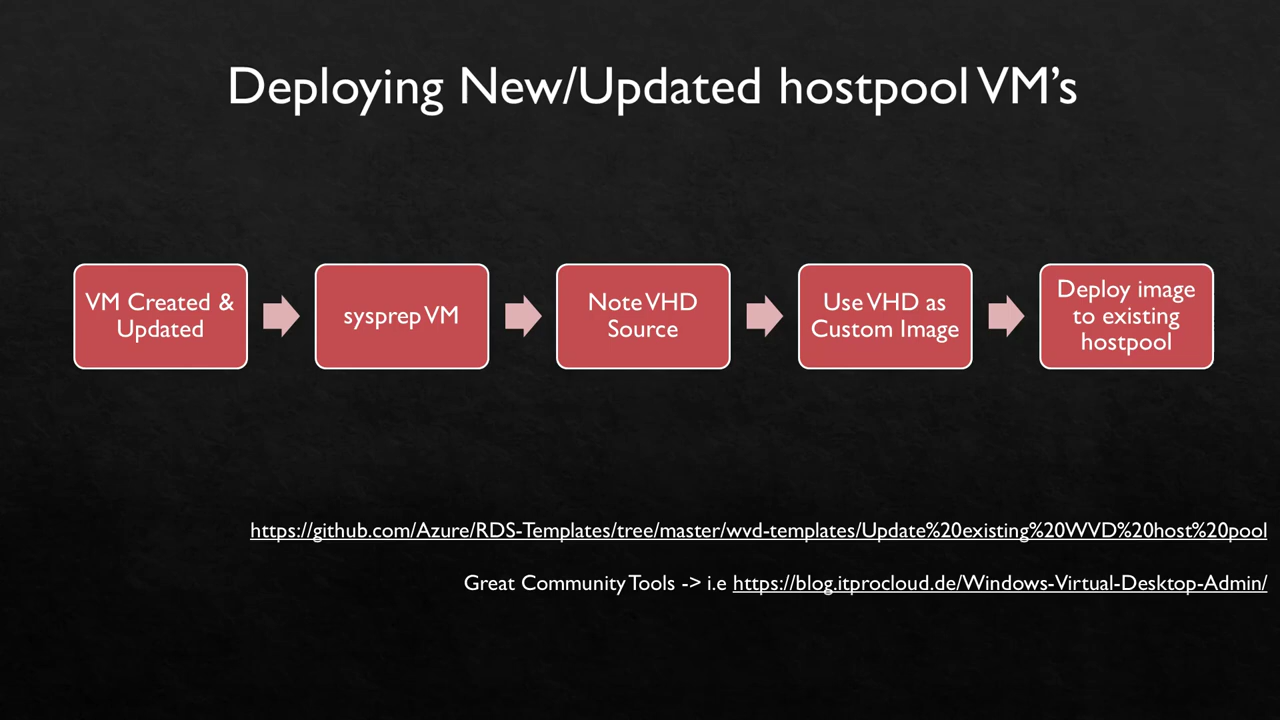 Deploying New/Updated hostpool VM’s
VM Created &
Updated
sysprep VM
Note VHD
Source
Use VHD as
Custom Image
Deploy image
to existing
hostpool
https://github.com/Azure/RDS-Templates/tree/master/wvd-templates/Update%20existing%20WVD%20host%20pool
Great Community Tools -> i.e https://blog.itprocloud.de/Windows-Virtual-Desktop-Admin/